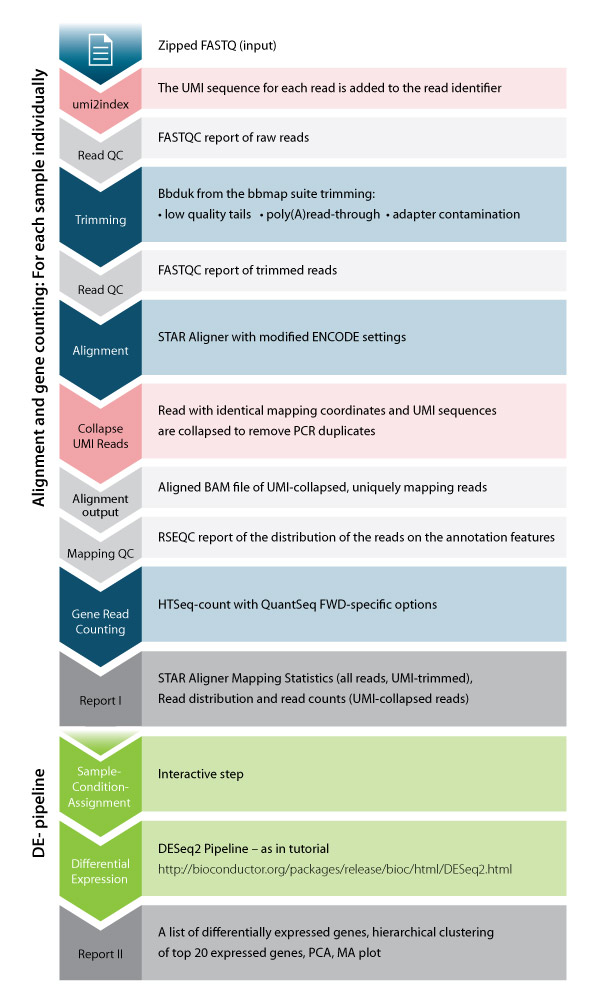 Alignment and gene counting: For each sample individually
Zipped FASTQ (input)
umi2index
The UMI sequence for each read is added to the read identifier
Read QC
FASTQC report of raw reads
Trimming
Bbduk from the bbmap suite trimming:
• low quality tails • poly(A)read-through • adapter contamination
Read QC
FASTQC report of trimmed reads
Alignment
STAR Aligner with modified ENCODE settings
Collapse
UMI Reads
Read with identical mapping coordinates and UMI sequences
are collapsed to remove PCR duplicates
Alignment
output
Aligned BAM file of UMI-collapsed, uniquely mapping reads
Mapping QC
RSEQC report of the distribution of the reads on the annotation features
Gene Read
Counting
HTSeq-count with QuantSeq FWD-specific options
Report I
STAR Aligner Mapping Statistics (all reads, UMI-trimmed),
Read distribution and read counts (UMI-collapsed reads)
DE- pipeline
Sample-
Condition-
Assignment
Interactive step
Differential
Expression
DESeq2 Pipeline – as in tutorial
http://bioconductor.org/packages/release/bioc/html/DESeq2.html
Report II
A list of differentially expressed genes, hierarchical clustering
of top 20 expressed genes, PCA, MA plot